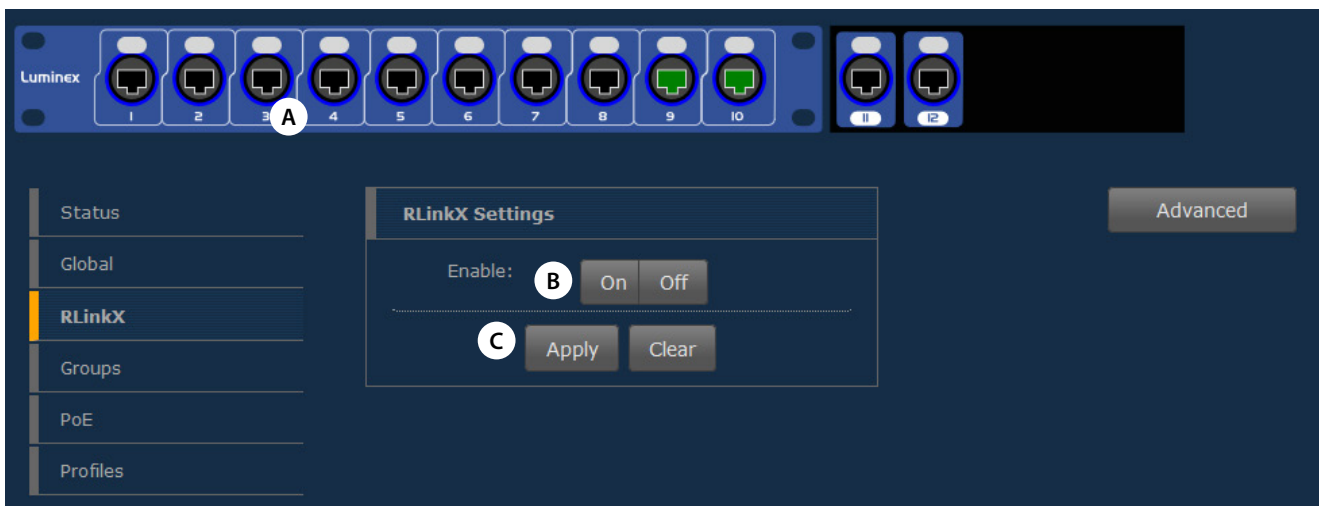 Luminex
1 2 3 A 4 5 6 7 8 9 10 11 12
Status
Global
RLinkX
Groups
PoE
Profiles
RLinkX Settings
Enable: B On Off
C Apply Clear
Advanced